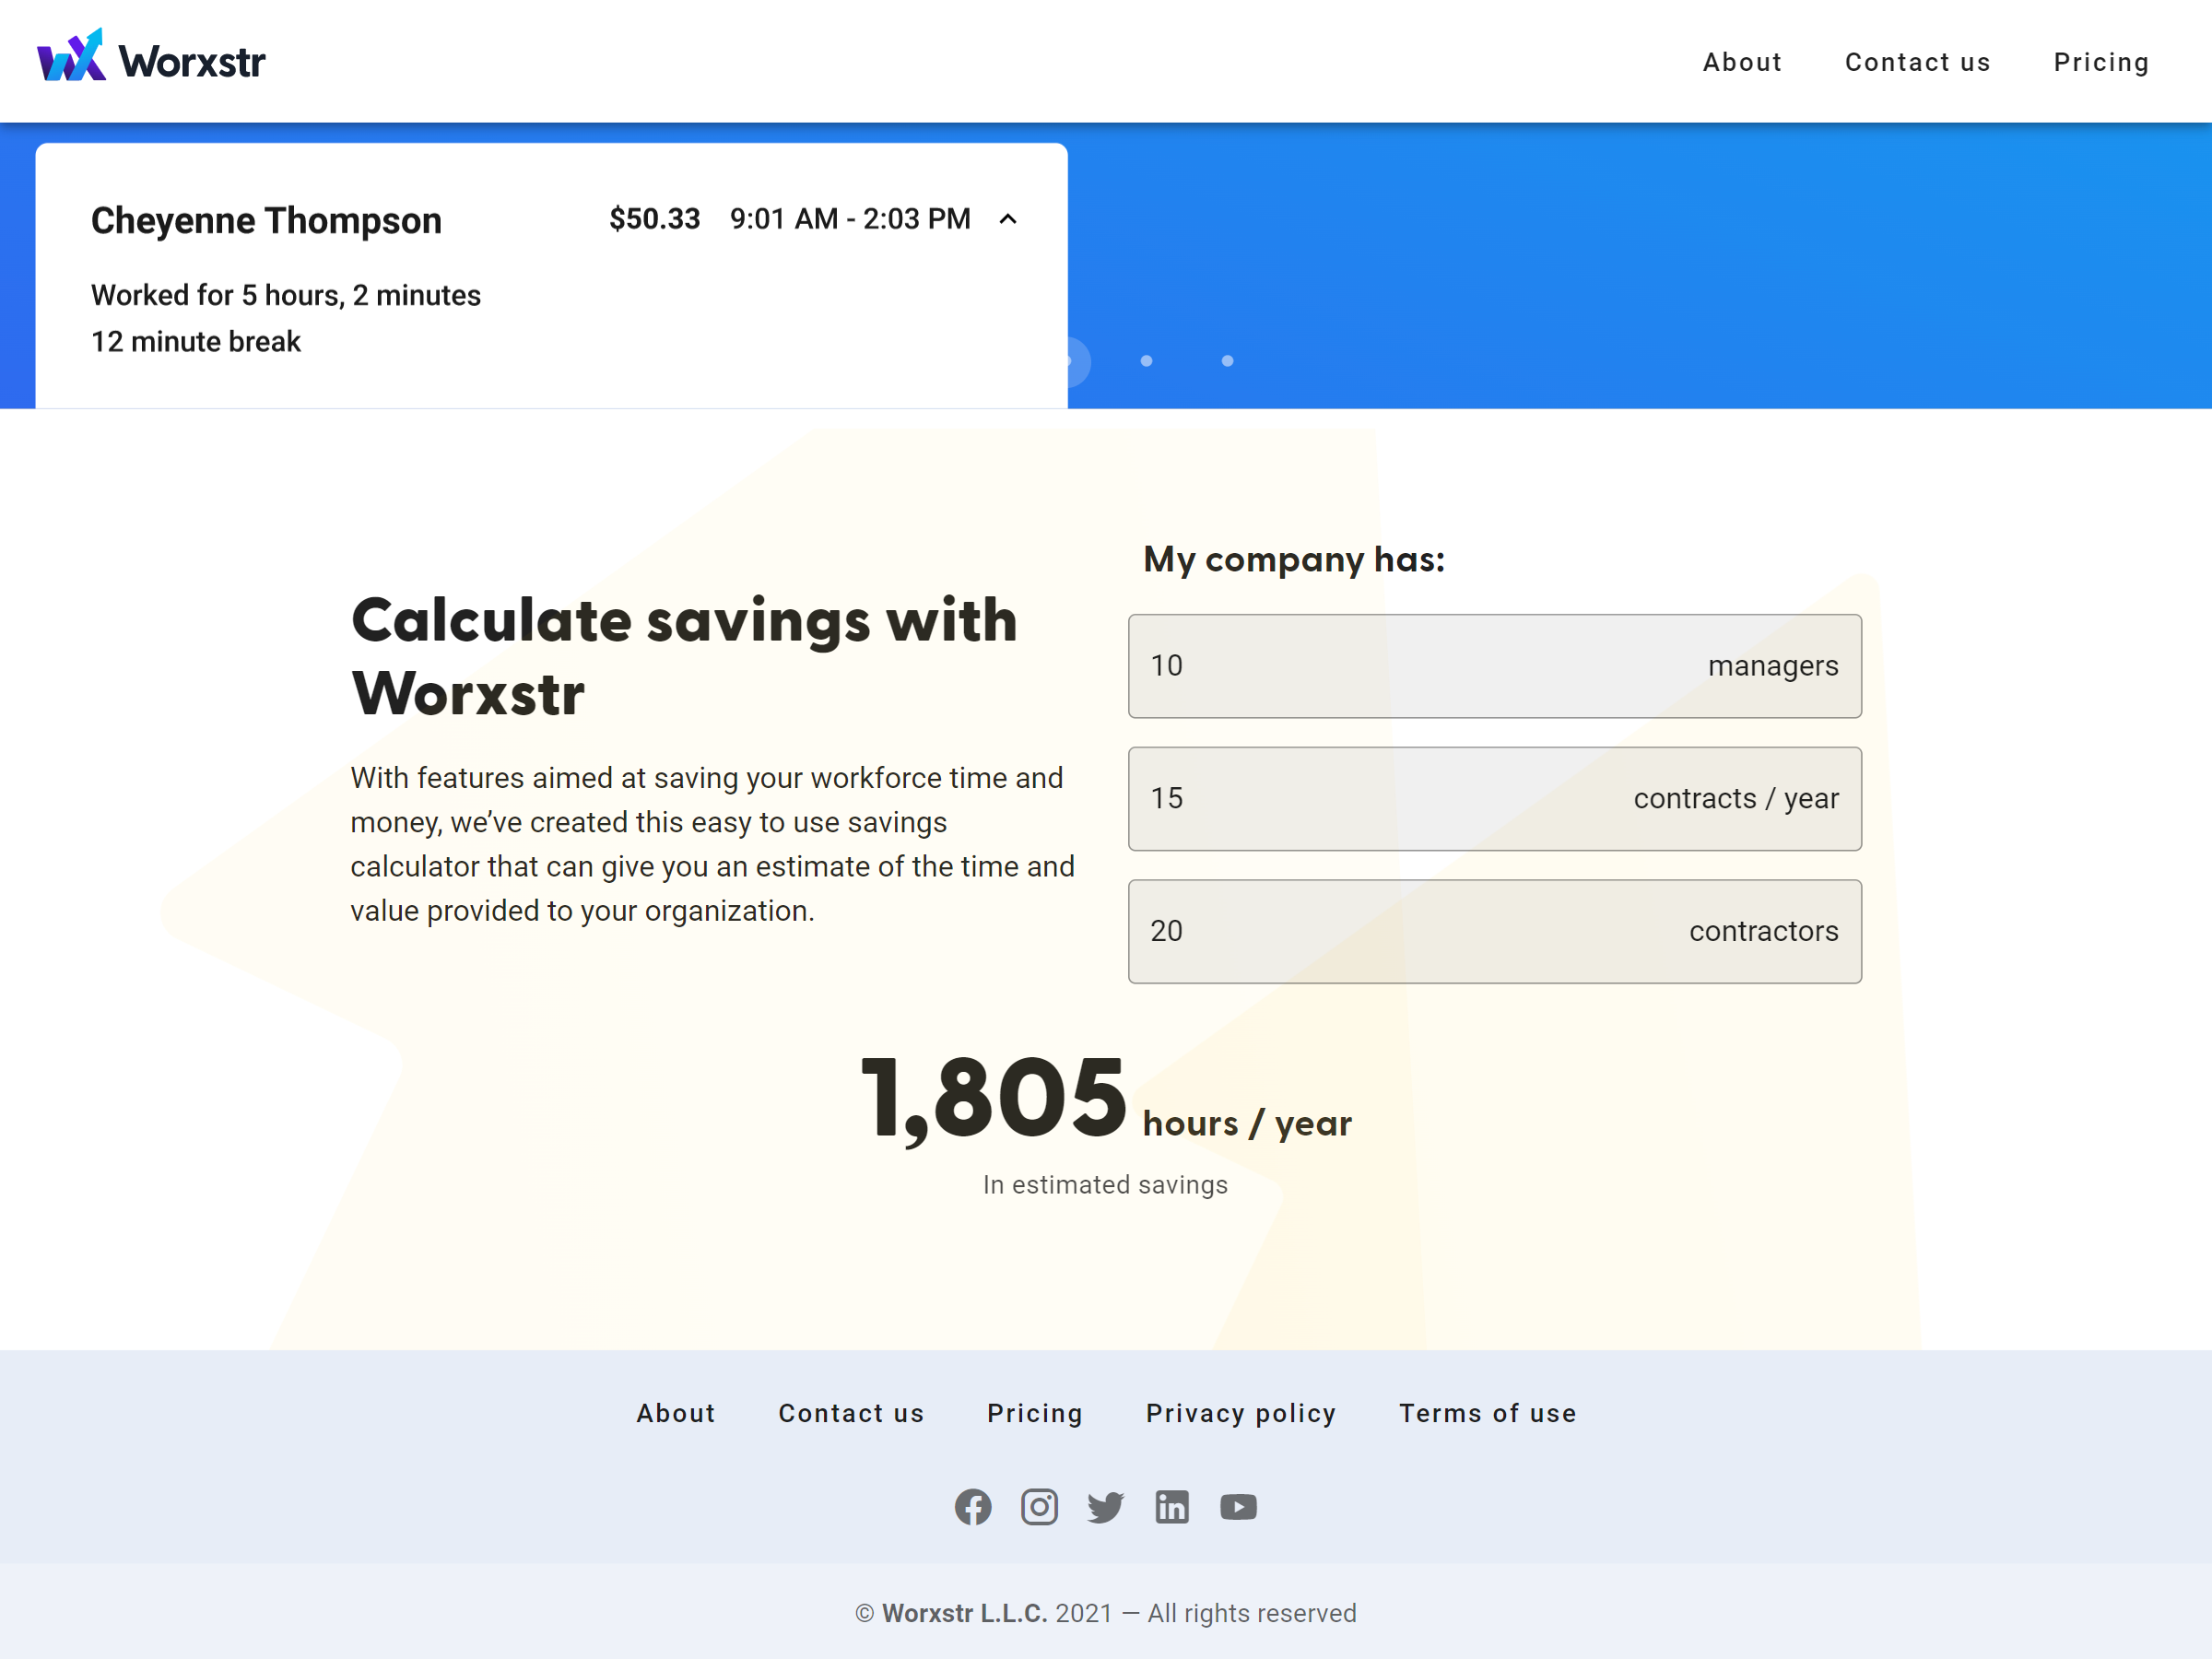 Worxstr
About Contact us Pricing
Cheyenne Thompson $50.33 9:01 AM - 2:03 PM
Worked for 5 hours, 2 minutes
12 minute break
Calculate savings with
Worxstr
With features aimed at saving your workforce time and
money, we’ve created this easy to use savings
calculator that can give you an estimate of the time and
value provided to your organization.
My company has:
10 managers
15 contracts / year
20 contractors
1,805 hours / year
In estimated savings
About Contact us Pricing Privacy policy Terms of use
© Worxstr L.L.C. 2021 — All rights reserved